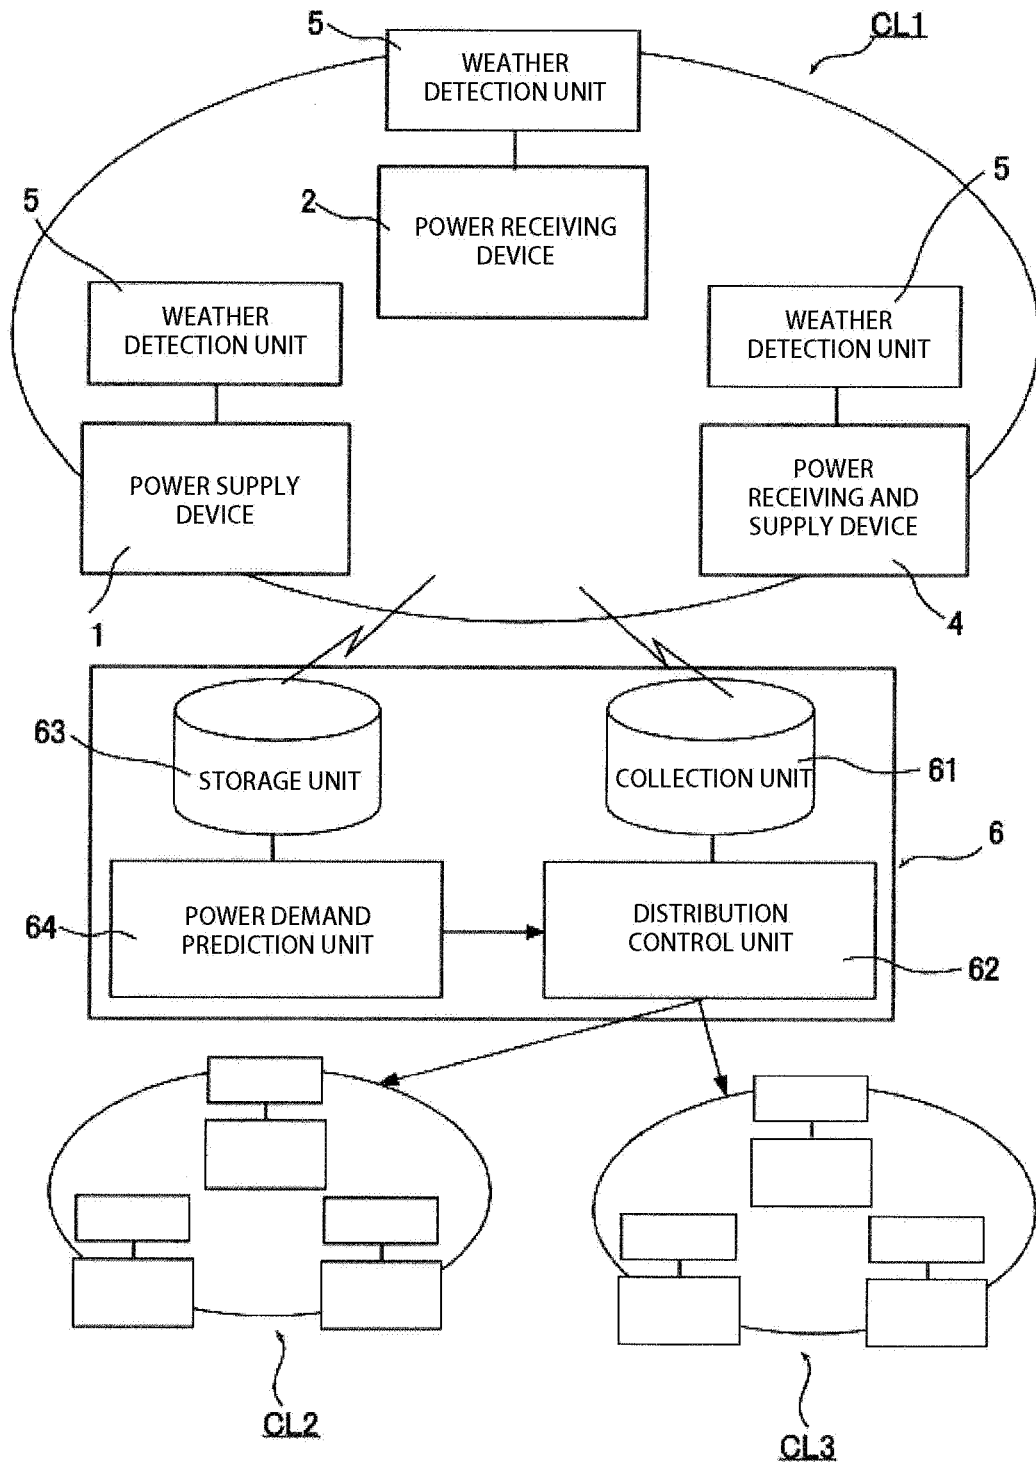 5
CL1
WEATHER
DETECTION UNIT
5
2
POWER RECEIVING
DEVICE
5
WEATHER
DETECTION UNIT
WEATHER
DETECTION UNIT
POWER SUPPLY
DEVICE
POWER
RECEIVING AND
SUPPLY DEVICE
1
4
63
STORAGE UNIT
COLLECTION UNIT
61
6
64
POWER DEMAND
PREDICTION UNIT
DISTRIBUTION
CONTROL UNIT
62
CL2
CL3